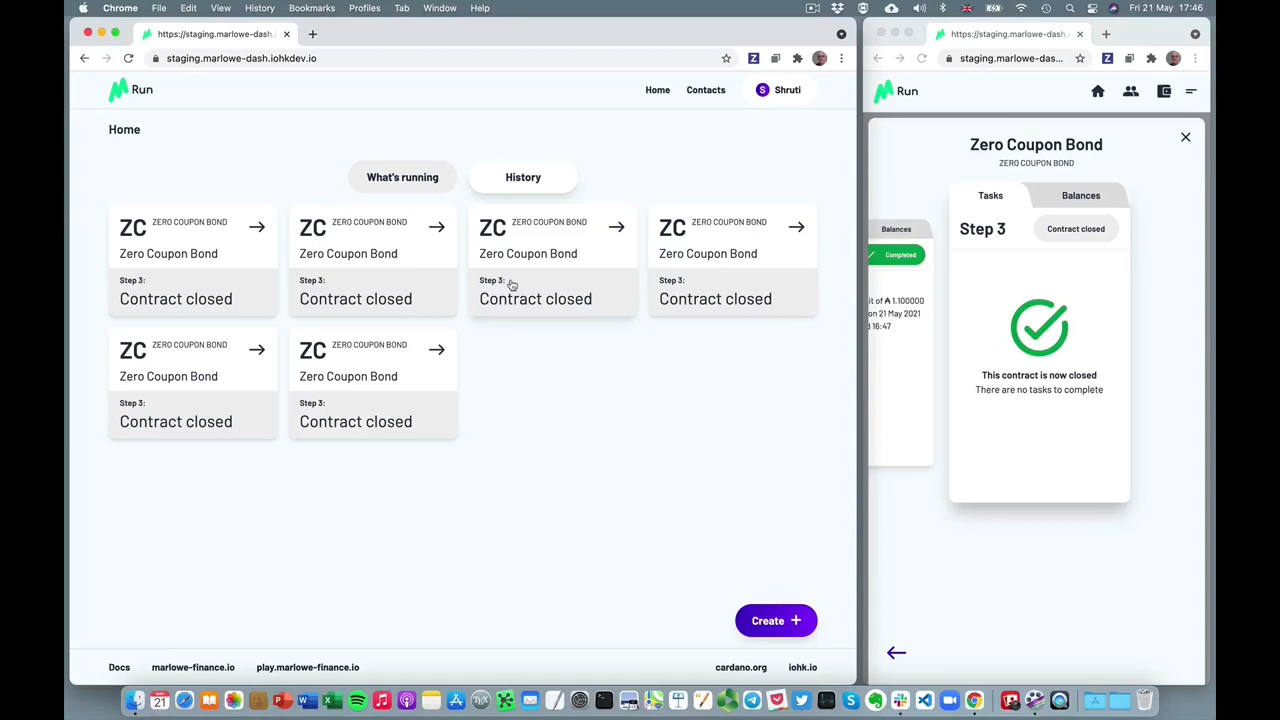 Chrome File Edit View History Bookmarks Profiles Tab Window Help
Fri 21 May 17:46
https://staging.marlowe-dash.
staging.marlowe-dash.iohkdev.io
Run
Home
Contacts
S
Shruti
Home
What's running
History
ZC ZERO COUPON BOND
Zero Coupon Bond
Step 3:
Contract closed
ZC ZERO COUPON BOND
Zero Coupon Bond
Step 3:
Contract closed
ZC ZERO COUPON BOND
Zero Coupon Bond
Step 3:
Contract closed
ZC ZERO COUPON BOND
Zero Coupon Bond
Step 3:
Contract closed
ZC ZERO COUPON BOND
Zero Coupon Bond
Step 3:
Contract closed
ZC ZERO COUPON BOND
Zero Coupon Bond
Step 3:
Contract closed
Create +
Docs
marlowe-finance.io
play.marlowe-finance.io
cardano.org
iohk.io
https://staging.marlowe-dash.
staging.marlowe-das...
Run
Zero Coupon Bond
ZERO COUPON BOND
Balances
Completed
it of ₳ 1.100000
on 21 May 2021
d 16:47
Tasks
Balances
Step 3
Contract closed
This contract is now closed
There are no tasks to complete